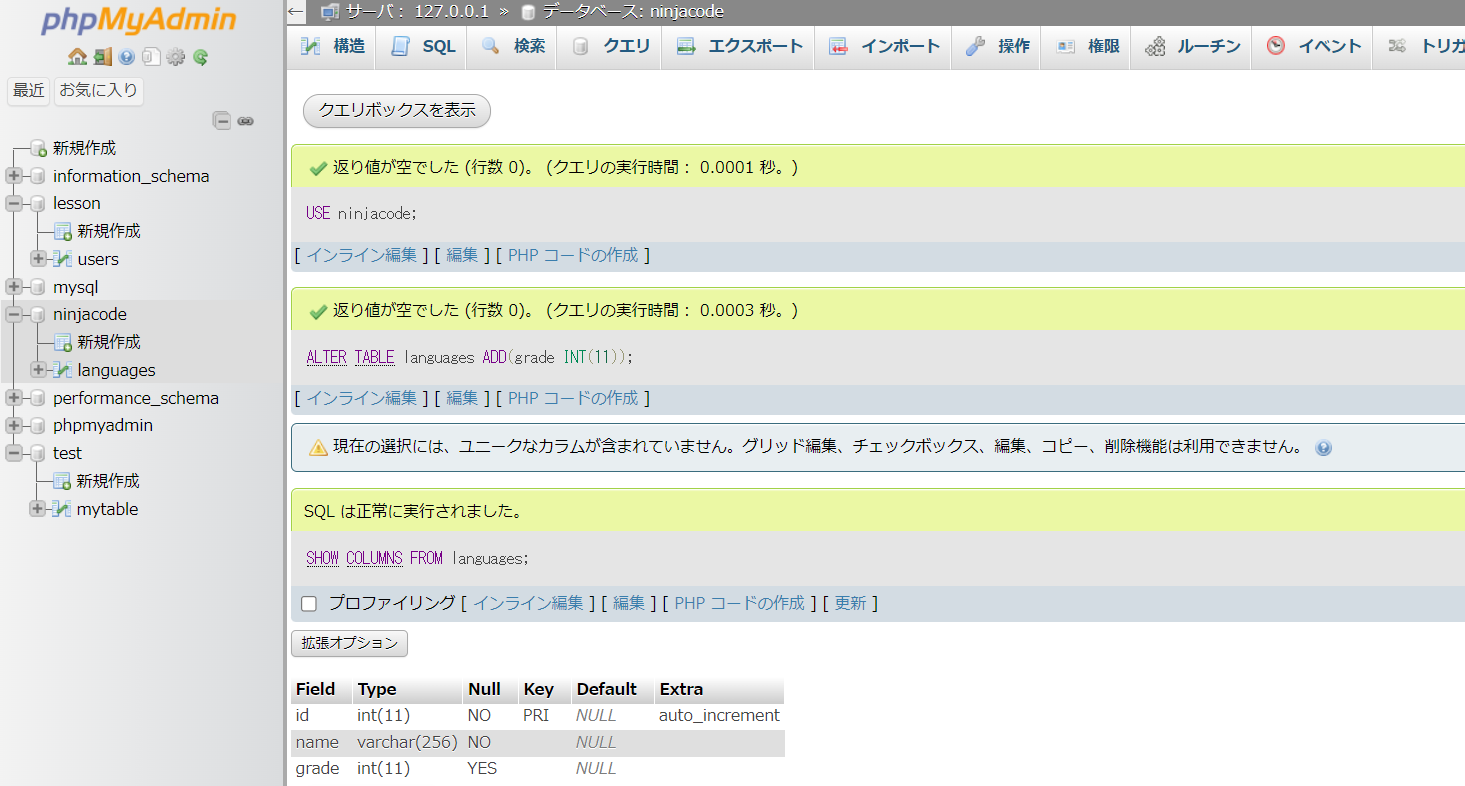 phpMyAdmin
最近 お気に入り
新規作成
information_schema
lesson
新規作成
users
mysql
ninjacode
新規作成
languages
performance_schema
phpmyadmin
test
新規作成
mytable
← サーバ: 127.0.0.1 » データベース: ninjacode
構造 SQL 検索 クエリ エクスポート インポート 操作 権限 ルーチン イベント トリガ
クエリボックスを表示
返り値が空でした (行数 0)。 (クエリの実行時間: 0.0001 秒。)
USE ninjacode;
[ インライン編集 ] [ 編集 ] [ PHP コードの作成 ]
返り値が空でした (行数 0)。 (クエリの実行時間: 0.0003 秒。)
ALTER TABLE languages ADD(grade INT(11));
[ インライン編集 ] [ 編集 ] [ PHP コードの作成 ]
現在の選択には、ユニークなカラムが含まれていません。グリッド編集、チェックボックス、編集、コピー、削除機能は利用できません。
SQL は正常に実行されました。
SHOW COLUMNS FROM languages;
プロファイリング [ インライン編集 ] [ 編集 ] [ PHP コードの作成 ] [ 更新 ]
拡張オプション
Field Type Null Key Default Extra
id int(11) NO PRI NULL auto_increment
name varchar(256) NO NULL
grade int(11) YES NULL